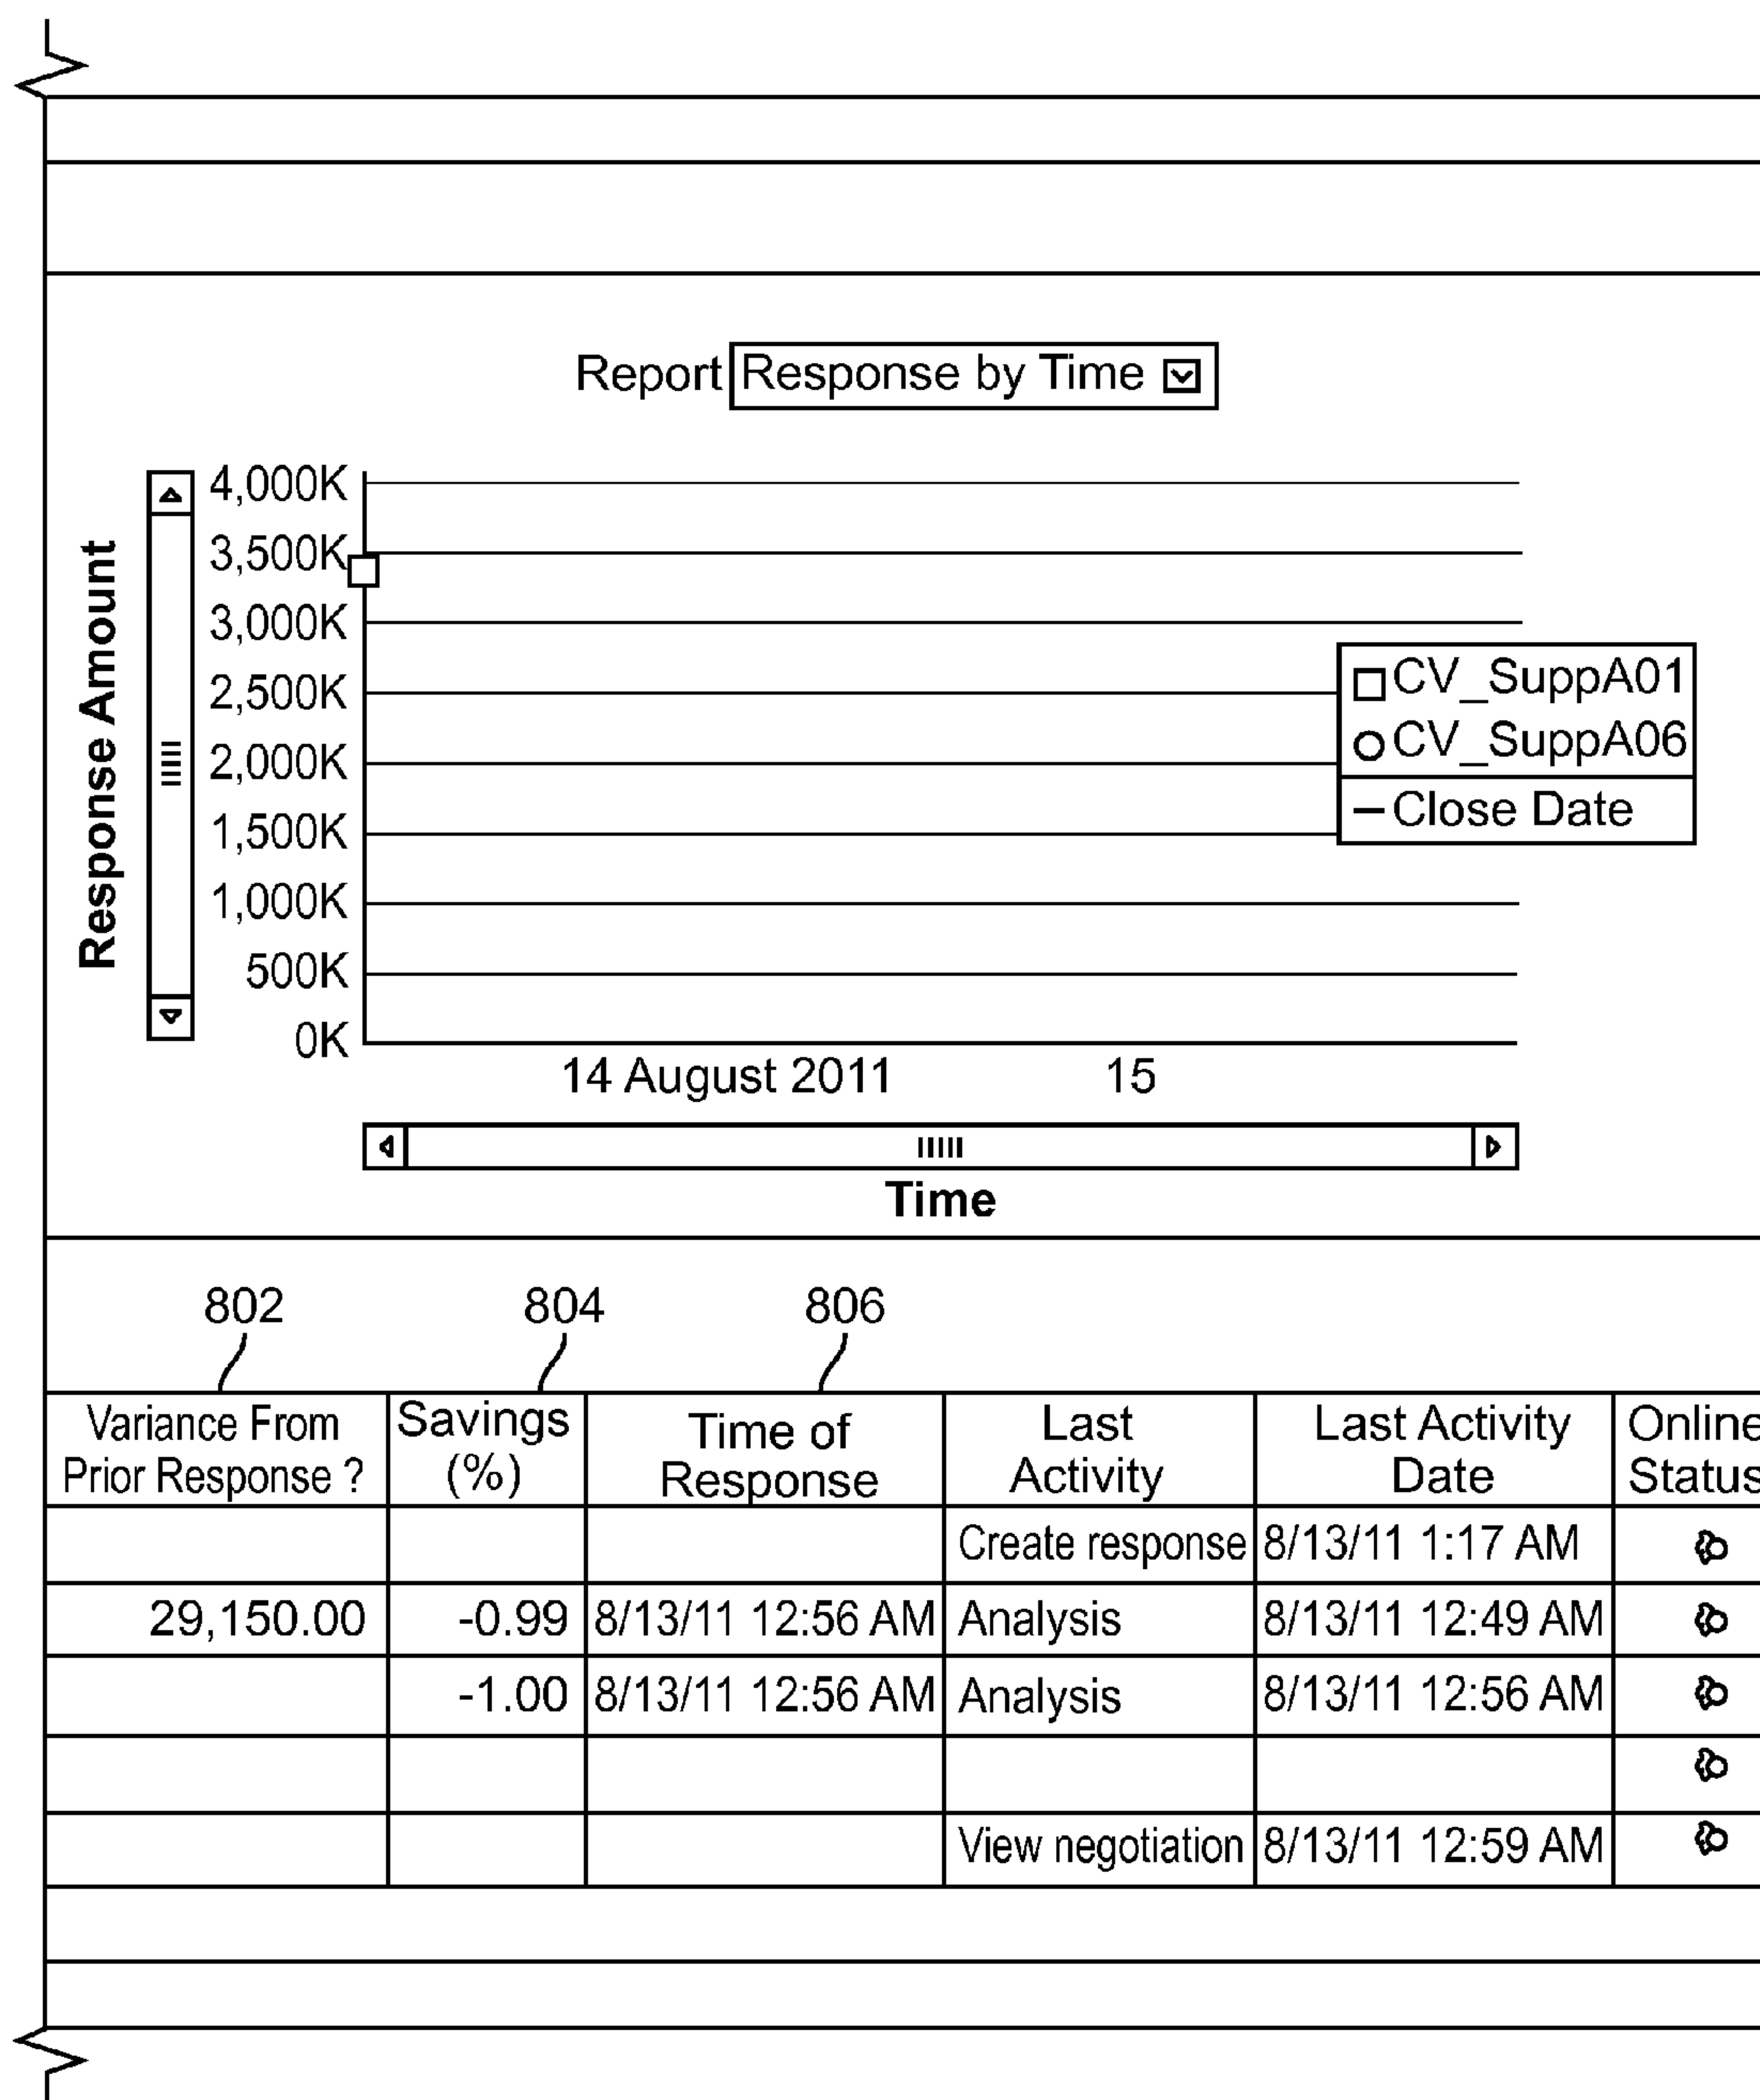 Report Response by Time
Response Amount
4,000K
3,500K
3,000K
2,500K
2,000K
1,500K
1,000K
500K
0K
CV_SuppA01
CV_SuppA06
Close Date
14 August 2011 15
Time
802 804 806
Variance From Prior Response ? Savings (%) Time of Response Last Activity Last Activity Date Online Status
Create response 8/13/11 1:17 AM
29,150.00 -0.99 8/13/11 12:56 AM Analysis 8/13/11 12:49 AM
-1.00 8/13/11 12:56 AM Analysis 8/13/11 12:56 AM
View negotiation 8/13/11 12:59 AM